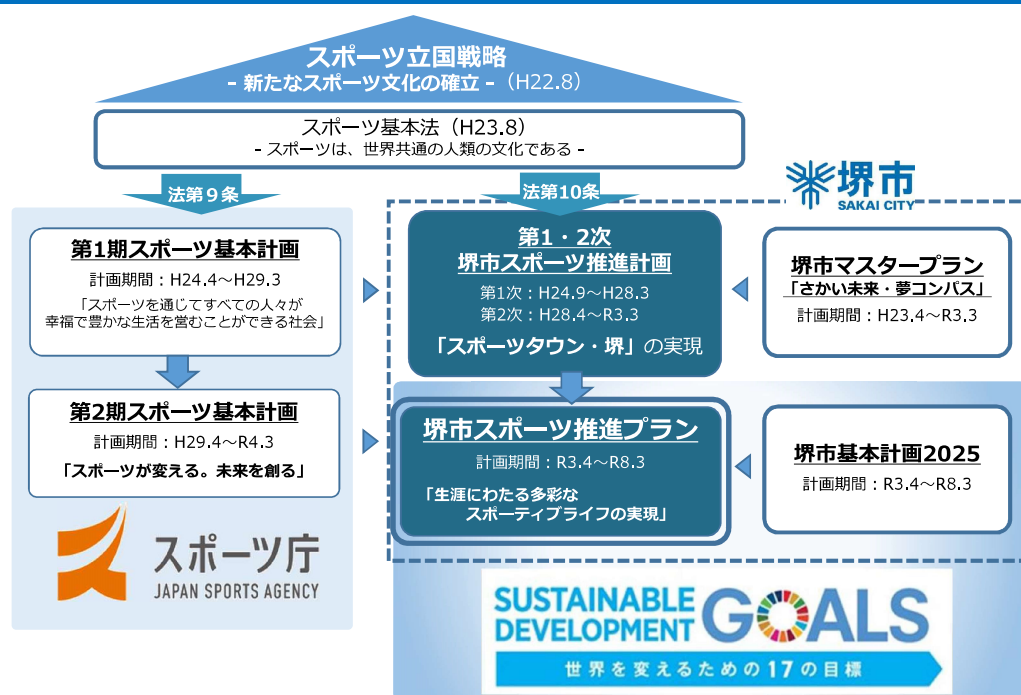 スポーツ立国戦略
- 新たなスポーツ文化の確立 -（H22.8）
スポーツ基本法（H23.8）
- スポーツは、世界共通の人類の文化である -
法第９条
法第10条
堺市
SAKAI CITY
第1期スポーツ基本計画
計画期間：H24.4～H29.3
「スポーツを通じてすべての人々が
幸福で豊かな生活を営むことができる社会」
第1・2次
堺市スポーツ推進計画
第1次：H24.9～H28.3
第2次：H28.4～R3.3
「スポーツタウン・堺」の実現
堺市マスタープラン
「さかい未来・夢コンパス」
計画期間：H23.4～R3.3
第2期スポーツ基本計画
計画期間：H29.4～R4.3
「スポーツが変える。未来を創る」
堺市スポーツ推進プラン
計画期間：R3.4～R8.3
「生涯にわたる多彩な
スポーティブライフの実現」
堺市基本計画2025
計画期間：R3.4～R8.3
スポーツ庁
JAPAN SPORTS AGENCY
SUSTAINABLE
DEVELOPMENT
GOALS
世界を変えるための17の目標